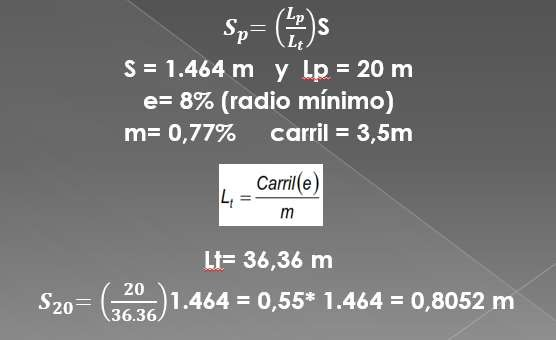 Sp= (Lp/Lt)S
S = 1.464 m y Lp = 20 m
e= 8% (radio mínimo)
m= 0,77% carril = 3,5m
Lt = Carril(e)/m
Lt= 36,36 m
S20= (20/36.36)1.464 = 0,55* 1.464 = 0,8052 m